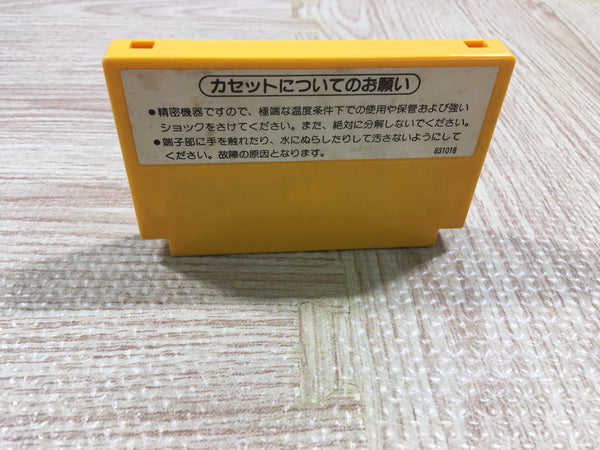 カセットについてのお願い
●精密機器ですので、極端な温度条件下での使用や保管および強い
ショックをさけてください。また、絶対に分解しないでください。
●端子部に手を触れたり、水にぬらしたりして汚さないようにして
ください。故障の原因となります。
831018